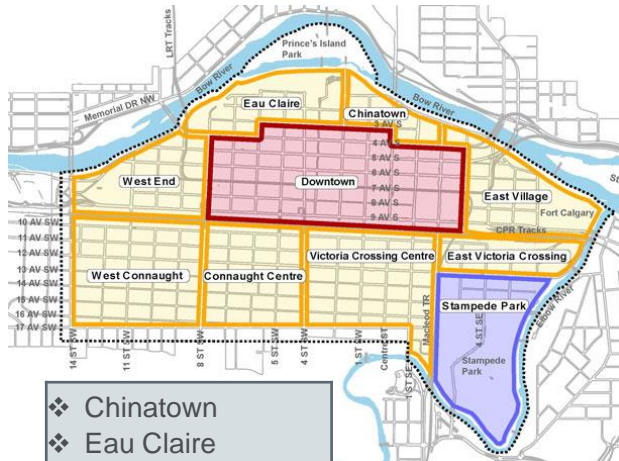 LRT Tracks
Prince's Island
Park
Bow River
Memorial DR NW
Eau Claire
Chinatown
Bow River
3 AV S
4 AV S
5 AV S
6 AV S
7 AV S
8 AV S
9 AV S
West End
Downtown
East Village
Fort Calgary
CPR Tracks
10 AV SW
11 AV SW
12 AV SW
13 AV SW
14 AV SW
15 AV SW
16 AV SW
17 AV SW
Victoria Crossing Centre
East Victoria Crossing
West Connaught
Connaught Centre
Stampede Park
Macleod TR
4 ST SE
Elbow River
Stampede
Park
14 ST SW
11 ST SW
8 ST SW
5 ST SW
4 ST SW
1 ST SW
Centre ST
1 ST SE
❖ Chinatown
❖ Eau Claire